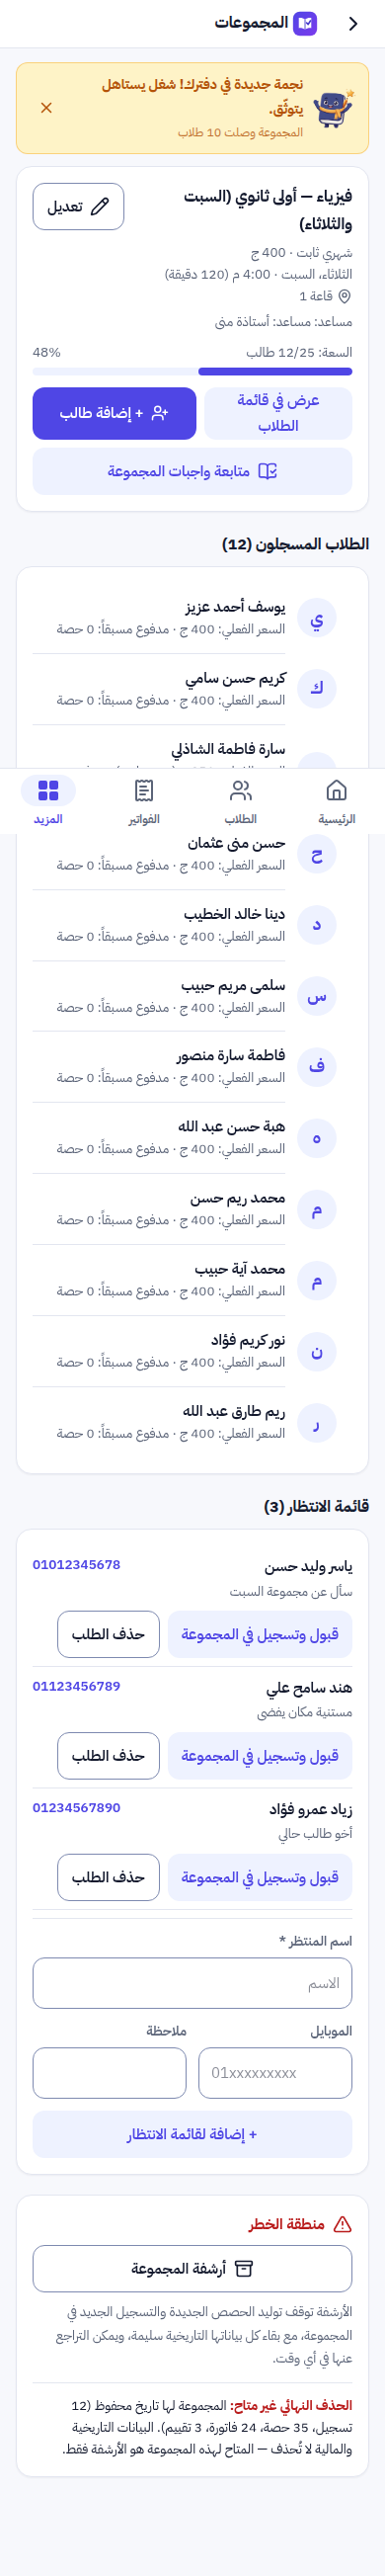 المجموعات
نجمة جديدة في دفترك! شغل يستاهل
يتوثّق.
المجموعة وصلت 10 طلاب
فيزياء — أولى ثانوي (السبت
والثلاثاء)
تعديل
شهري ثابت · 400 ج
الثلاثاء، السبت · 4:00 م (120 دقيقة)
قاعة 1
مساعد: مساعد: أستاذة منى
السعة: 12/25 طالب
48%
عرض في قائمة
الطلاب
+ إضافة طالب
متابعة واجبات المجموعة
الطلاب المسجلون (12)
ي
يوسف أحمد عزيز
السعر الفعلي: 400 ج · مدفوع مسبقاً: 0 حصة
ك
كريم حسن سامي
السعر الفعلي: 400 ج · مدفوع مسبقاً: 0 حصة
سارة فاطمة الشاذلي
الرئيسية
الطلاب
الفواتير
المزيد
ح
حسن منى عثمان
السعر الفعلي: 400 ج · مدفوع مسبقاً: 0 حصة
د
دينا خالد الخطيب
السعر الفعلي: 400 ج · مدفوع مسبقاً: 0 حصة
س
سلمى مريم حبيب
السعر الفعلي: 400 ج · مدفوع مسبقاً: 0 حصة
ف
فاطمة سارة منصور
السعر الفعلي: 400 ج · مدفوع مسبقاً: 0 حصة
ه
هبة حسن عبد الله
السعر الفعلي: 400 ج · مدفوع مسبقاً: 0 حصة
م
محمد ريم حسن
السعر الفعلي: 400 ج · مدفوع مسبقاً: 0 حصة
م
محمد آية حبيب
السعر الفعلي: 400 ج · مدفوع مسبقاً: 0 حصة
ن
نور كريم فؤاد
السعر الفعلي: 400 ج · مدفوع مسبقاً: 0 حصة
ر
ريم طارق عبد الله
السعر الفعلي: 400 ج · مدفوع مسبقاً: 0 حصة
قائمة الانتظار (3)
ياسر وليد حسن
01012345678
سأل عن مجموعة السبت
قبول وتسجيل في المجموعة
حذف الطلب
هند سامح علي
01123456789
مستنية مكان يفضى
قبول وتسجيل في المجموعة
حذف الطلب
زياد عمرو فؤاد
01234567890
أخو طالب حالي
قبول وتسجيل في المجموعة
حذف الطلب
اسم المنتظر *
الاسم
الموبايل
ملاحظة
01xxxxxxxxx
+ إضافة لقائمة الانتظار
منطقة الخطر
أرشفة المجموعة
الأرشفة توقف توليد الحصص الجديدة والتسجيل الجديد في
المجموعة، مع بقاء كل بياناتها التاريخية سليمة، ويمكن التراجع
عنها في أي وقت.
الحذف النهائي غير متاح: المجموعة لها تاريخ محفوظ (12
تسجيل، 35 حصة، 24 فاتورة، 3 تقييم). البيانات التاريخية
والمالية لا تُحذف — المتاح لهذه المجموعة هو الأرشفة فقط.